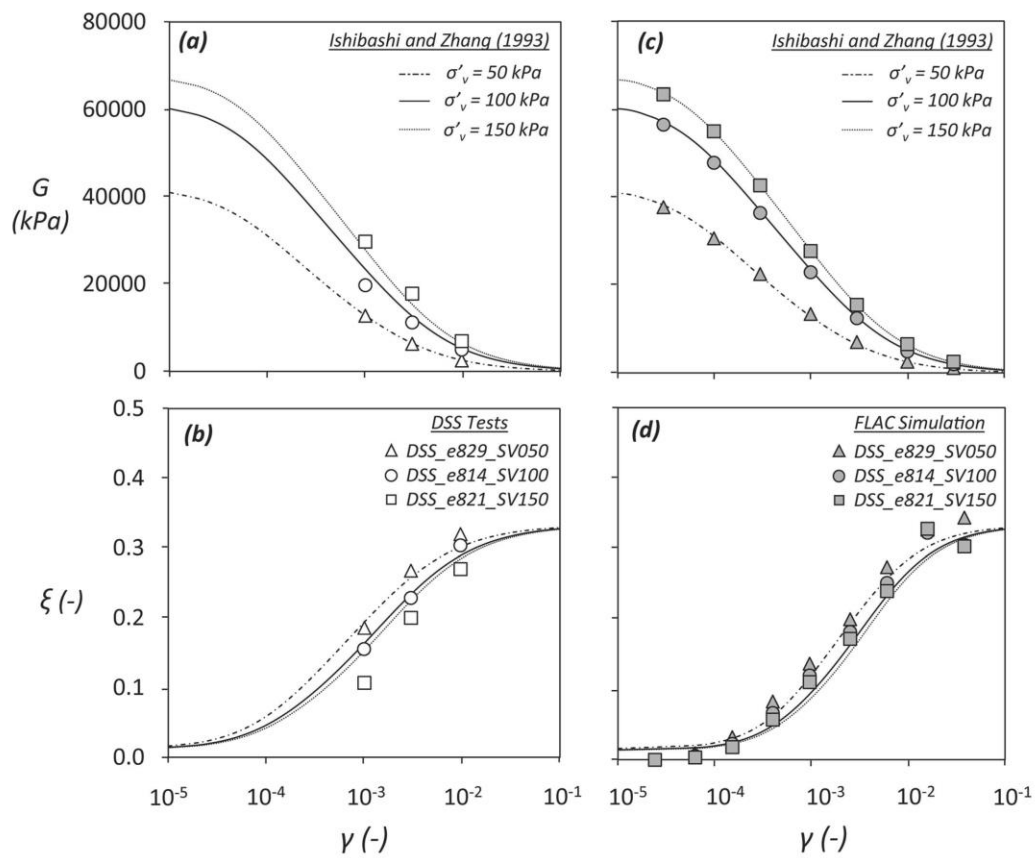 80000
60000
40000
20000
0
G
(kPa)
(a)
Ishibashi and Zhang (1993)
σ'v = 50 kPa
σ'v = 100 kPa
σ'v = 150 kPa
(c)
Ishibashi and Zhang (1993)
σ'v = 50 kPa
σ'v = 100 kPa
σ'v = 150 kPa
0.5
0.4
0.3
0.2
0.1
0.0
ξ (-)
(b)
DSS Tests
DSS_e829_SV050
DSS_e814_SV100
DSS_e821_SV150
(d)
FLAC Simulation
DSS_e829_SV050
DSS_e814_SV100
DSS_e821_SV150
10⁻⁵ 10⁻⁴ 10⁻³ 10⁻² 10⁻¹
γ (-)
10⁻⁵ 10⁻⁴ 10⁻³ 10⁻² 10⁻¹
γ (-)